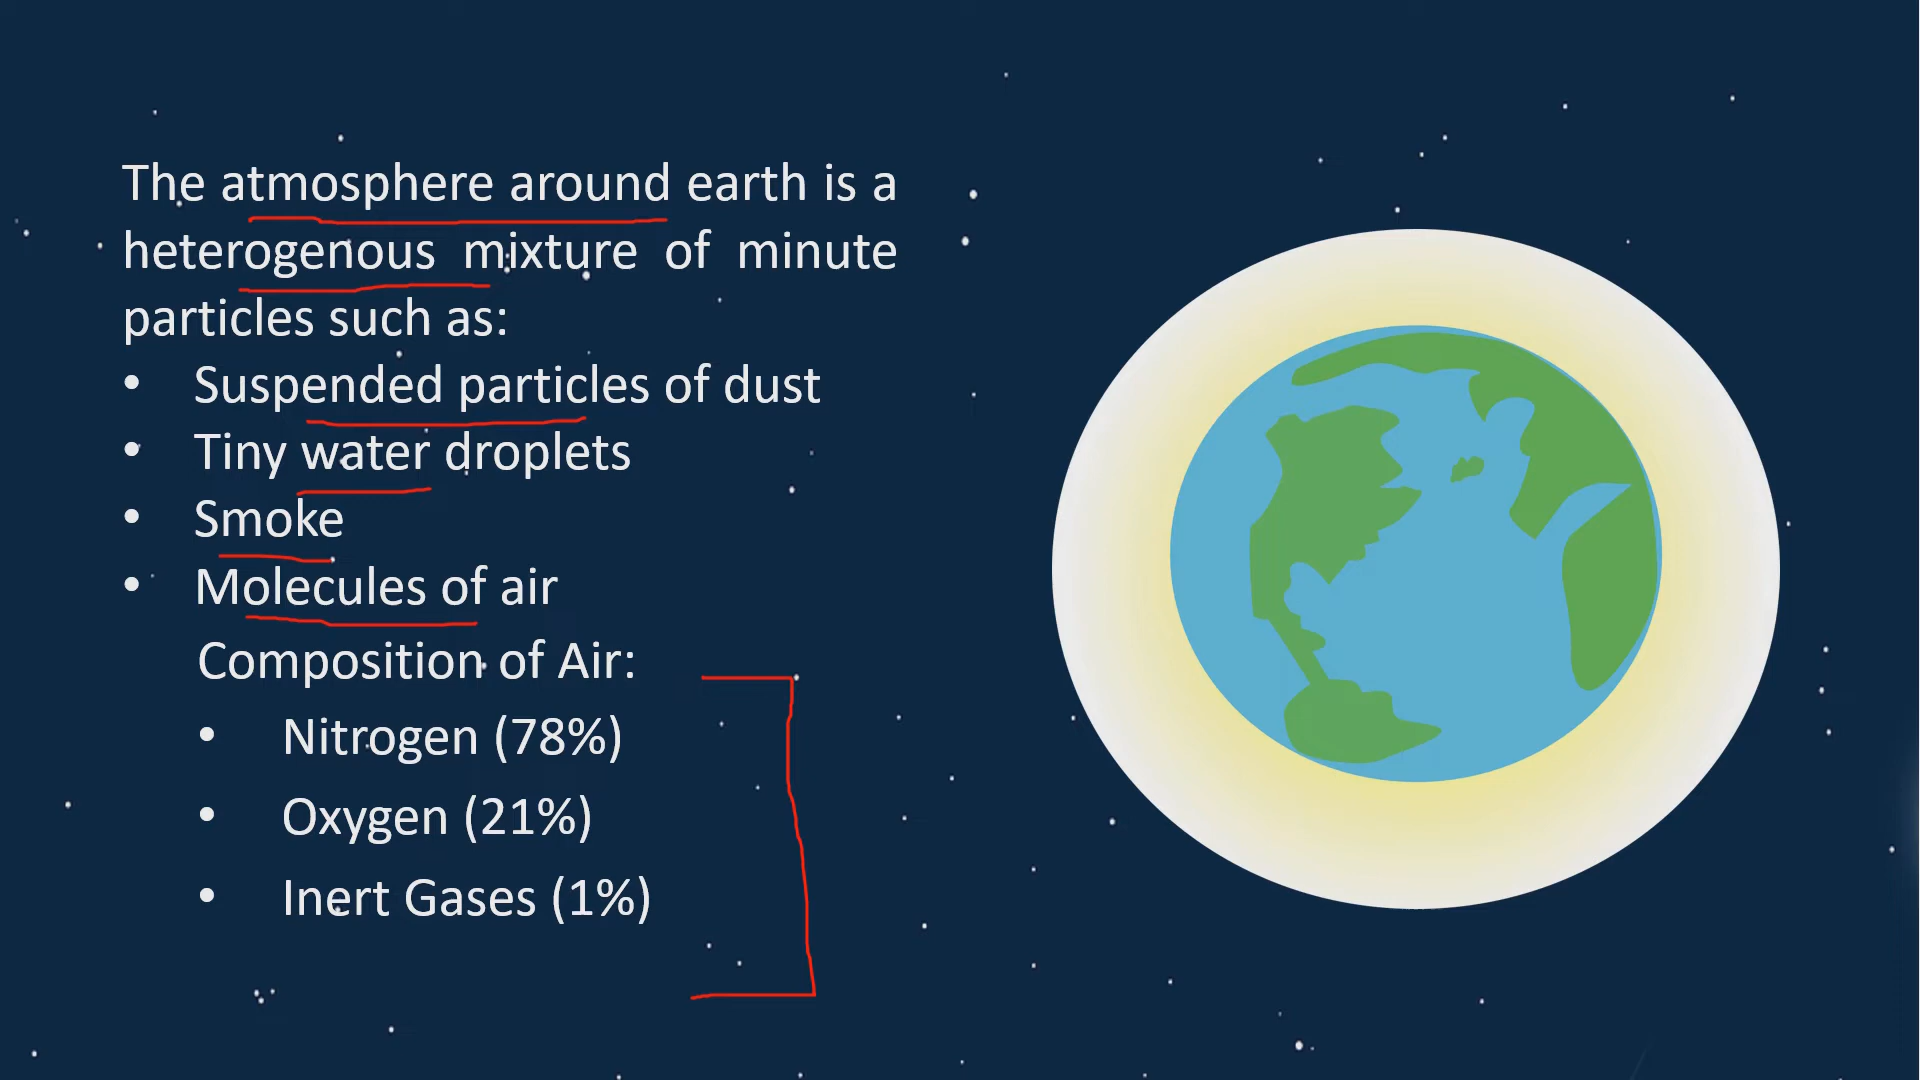 The atmosphere around earth is a
heterogenous mixture of minute
particles such as:
• Suspended particles of dust
• Tiny water droplets
• Smoke
• Molecules of air
Composition of Air:
• Nitrogen (78%)
• Oxygen (21%)
• Inert Gases (1%)